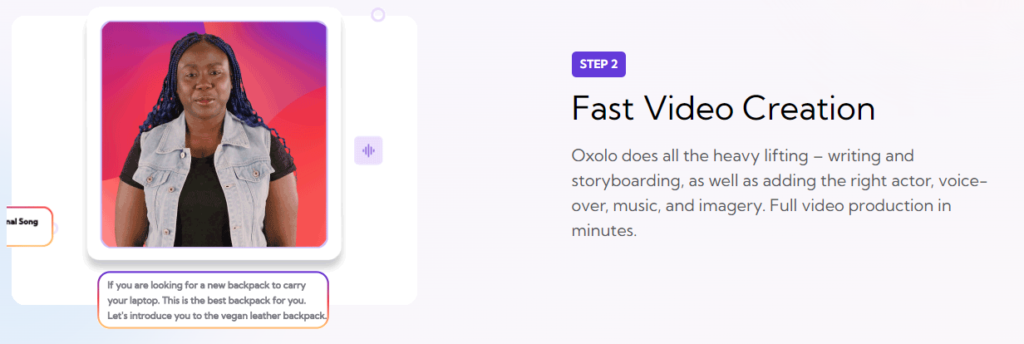 nal Song
If you are looking for a new backpack to carry
your laptop. This is the best backpack for you.
Let's introduce you to the vegan leather backpack.
STEP 2
Fast Video Creation
Oxolo does all the heavy lifting – writing and
storyboarding, as well as adding the right actor, voice-
over, music, and imagery. Full video production in
minutes.